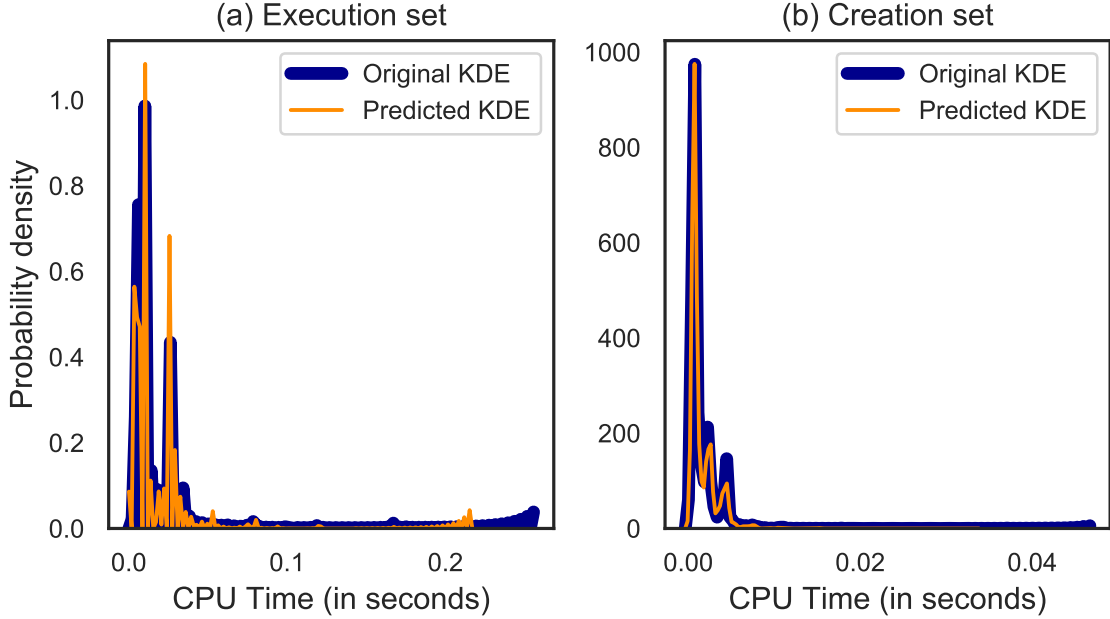 (a) Execution set
Original KDE
Predicted KDE
Probability density
1.0
0.8
0.6
0.4
0.2
0.0
0.0 0.1 0.2
CPU Time (in seconds)
(b) Creation set
Original KDE
Predicted KDE
1000
800
600
400
200
0
0.00 0.02 0.04
CPU Time (in seconds)